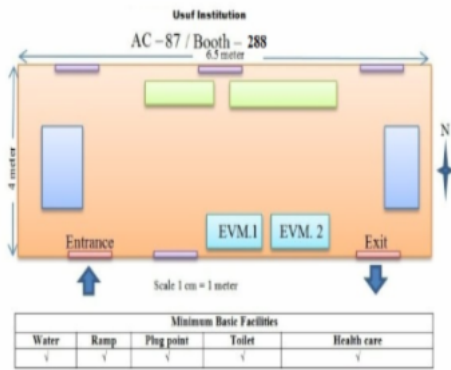 Usuf Institution
AC – 87 / Booth – 288
6.5 meter
4 meter
N
EVM.1 EVM. 2
Entrance Exit
Scale 1 cm = 1 meter
Minimum Basic Facilities
Water Ramp Plug point Toilet Health care
√ √ √ √ √